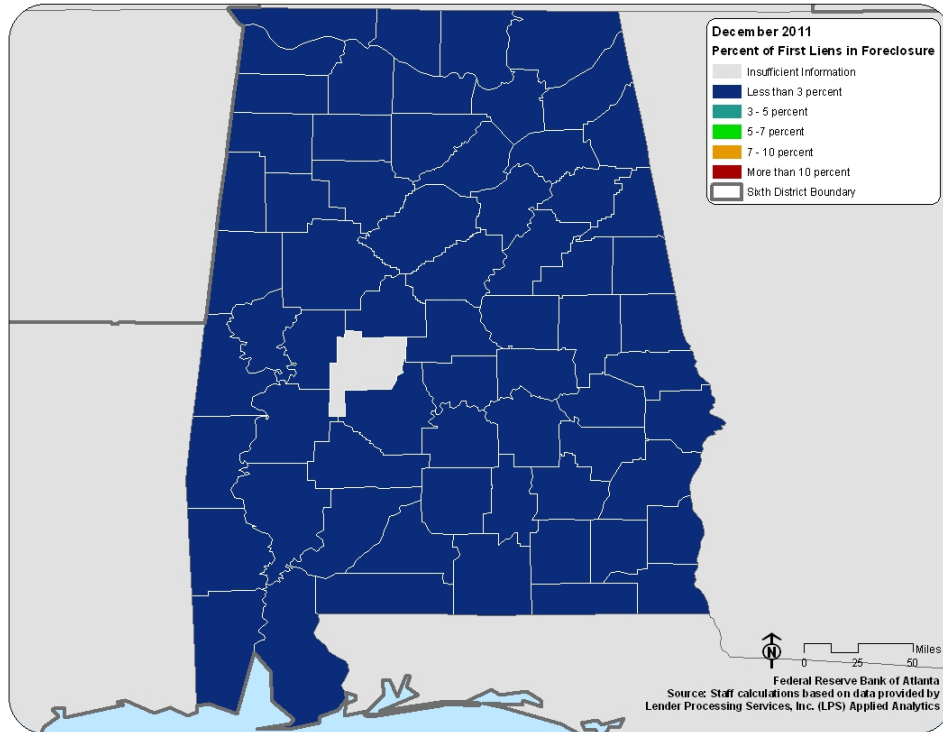 December 2011
Percent of First Liens in Foreclosure
Insufficient Information
Less than 3 percent
3 - 5 percent
5 - 7 percent
7 - 10 percent
More than 10 percent
Sixth District Boundary
N
Miles
0 25 50
Federal Reserve Bank of Atlanta
Source: Staff calculations based on data provided by
Lender Processing Services, Inc. (LPS) Applied Analytics